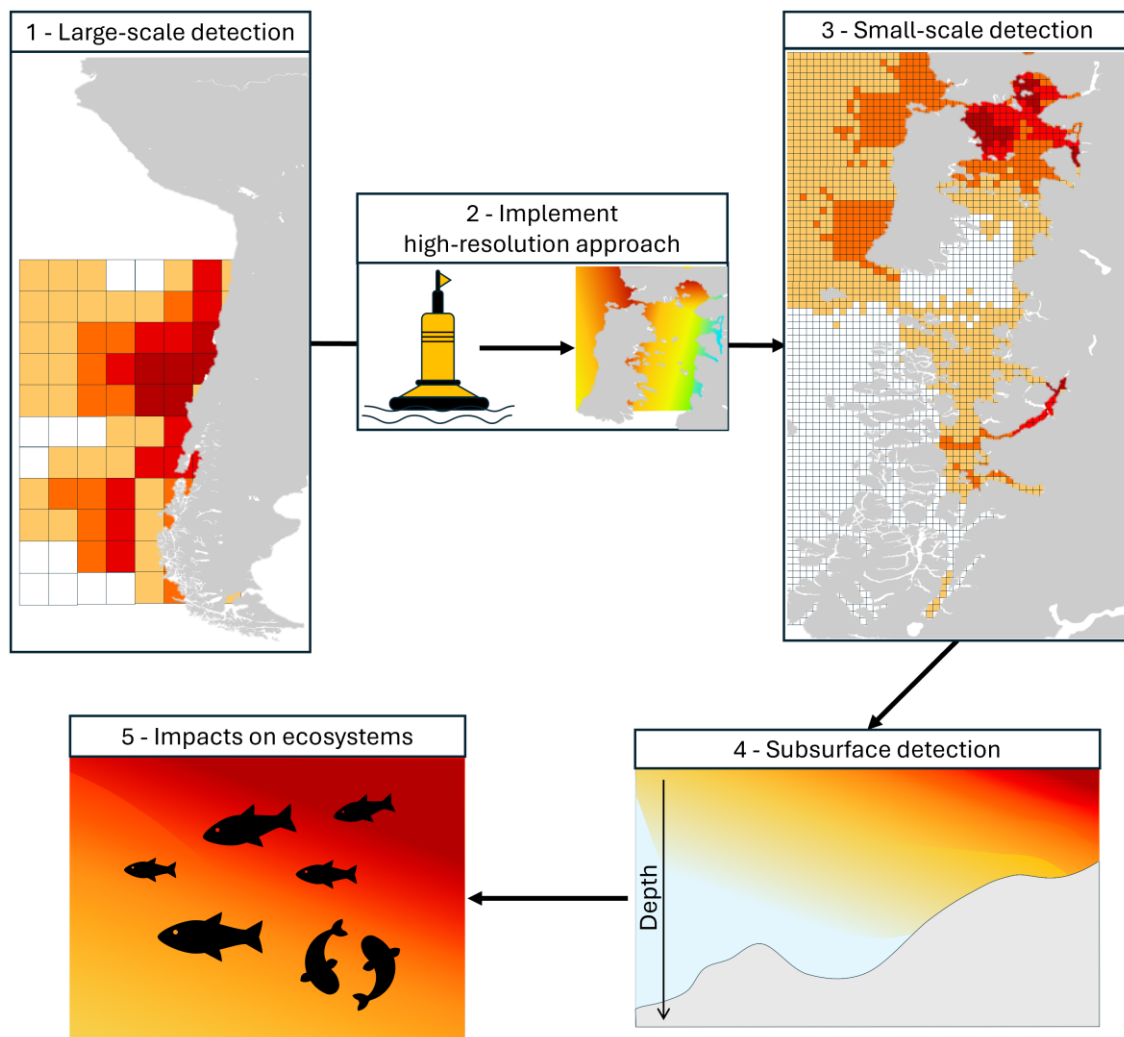 1 - Large-scale detection
2 - Implement
high-resolution approach
3 - Small-scale detection
4 - Subsurface detection
Depth
5 - Impacts on ecosystems